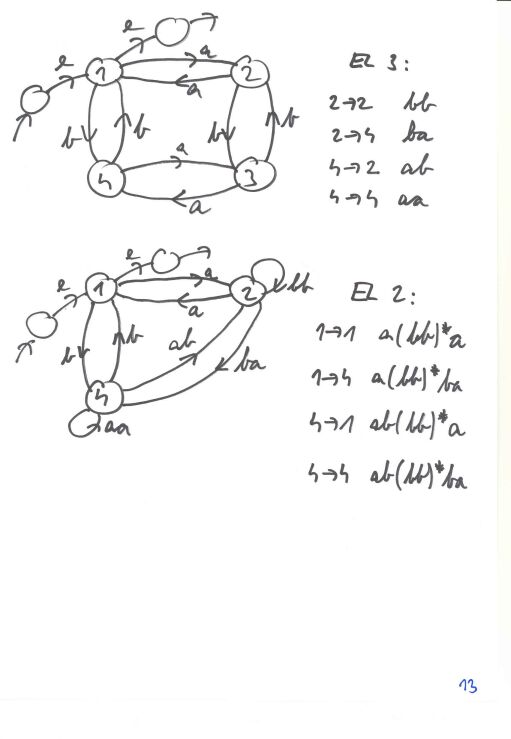 e
e
a
1
2
a
b
b
b
b
a
4
3
a
EL 3:
2→2 bb
2→4 ba
4→2 ab
4→4 aa
e
e
a
1
2
bb
a
b
b
ab
ba
4
aa
EL 2:
1→1 a(bb)*a
1→4 a(bb)*ba
4→1 ab(bb)*a
4→4 ab(bb)*ba
13